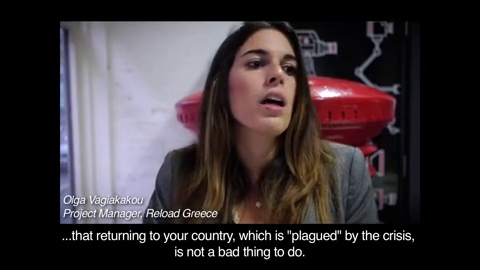 Olga Vagiakakou
Project Manager, Reload Greece
...that returning to your country, which is "plagued" by the crisis,
is not a bad thing to do.